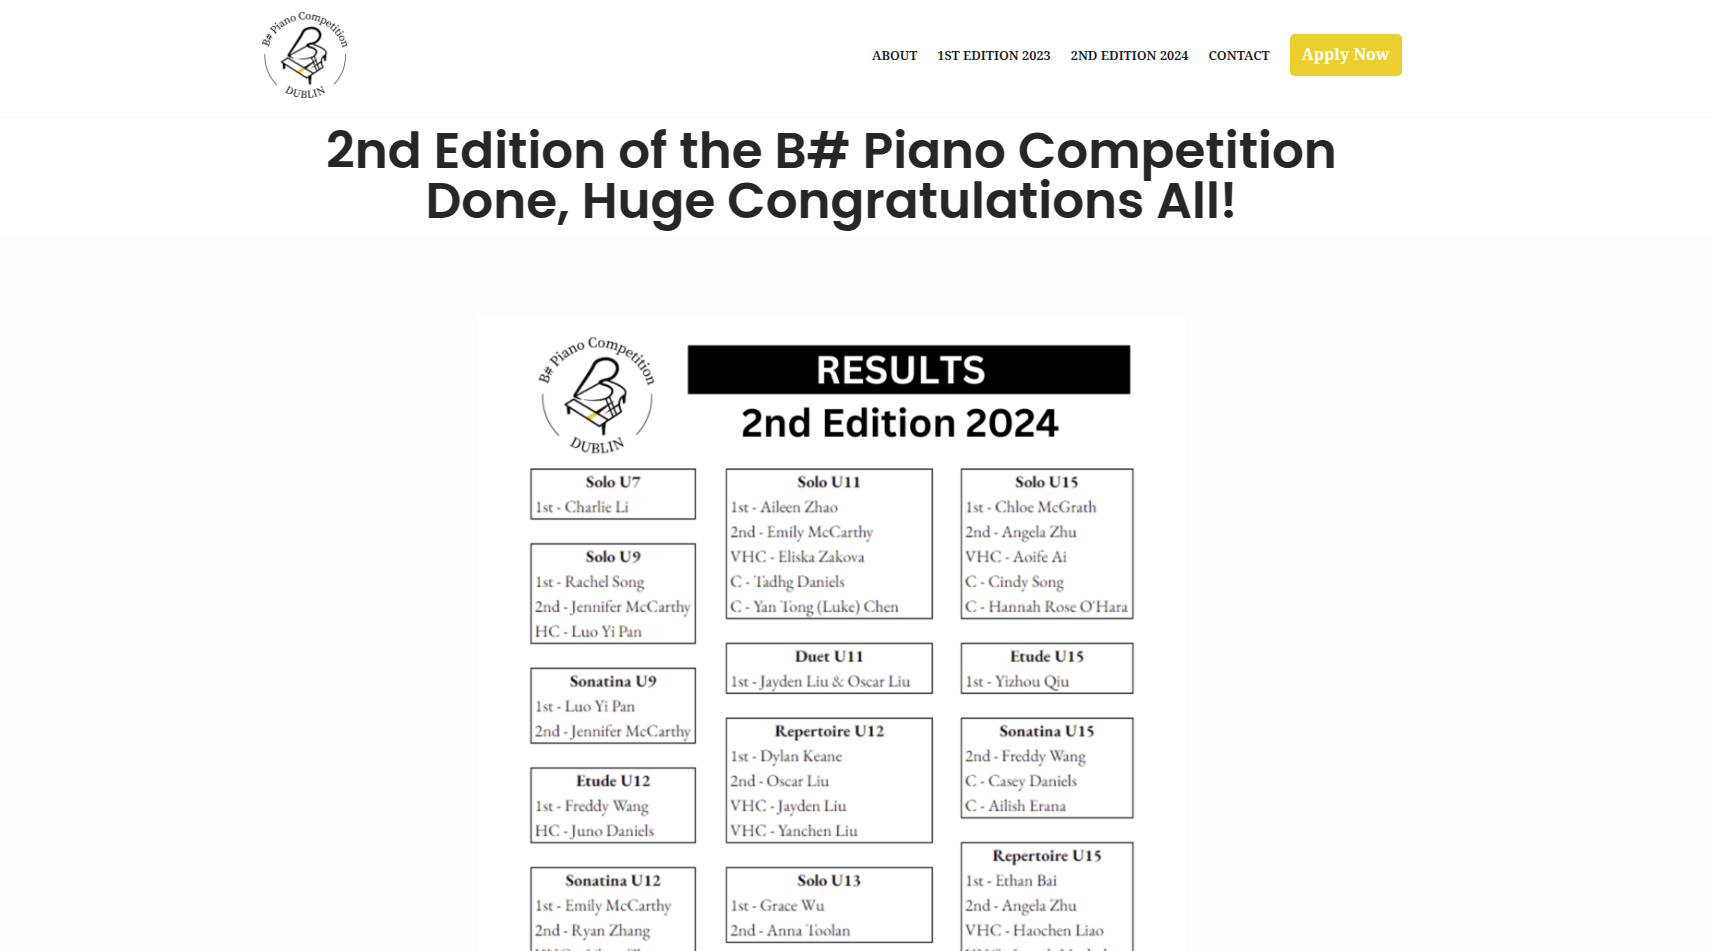 B# Piano Competition
DUBLIN
ABOUT
1ST EDITION 2023
2ND EDITION 2024
CONTACT
Apply Now
2nd Edition of the B# Piano Competition
Done, Huge Congratulations All!
B# Piano Competition
DUBLIN
RESULTS
2nd Edition 2024
Solo U7
1st - Charlie Li
Solo U9
1st - Rachel Song
2nd - Jennifer McCarthy
HC - Luo Yi Pan
Sonatina U9
1st - Luo Yi Pan
2nd - Jennifer McCarthy
Etude U12
1st - Freddy Wang
HC - Juno Daniels
Sonatina U12
1st - Emily McCarthy
2nd - Ryan Zhang
Solo U11
1st - Aileen Zhao
2nd - Emily McCarthy
VHC - Eliska Zakova
C - Tadhg Daniels
C - Yan Tong (Luke) Chen
Duet U11
1st - Jayden Liu & Oscar Liu
Repertoire U12
1st - Dylan Keane
2nd - Oscar Liu
VHC - Jayden Liu
VHC - Yanchen Liu
Solo U13
1st - Grace Wu
2nd - Anna Toolan
Solo U15
1st - Chloe McGrath
2nd - Angela Zhu
VHC - Aoife Ai
C - Cindy Song
C - Hannah Rose O'Hara
Etude U15
1st - Yizhou Qiu
Sonatina U15
2nd - Freddy Wang
C - Casey Daniels
C - Ailish Erana
Repertoire U15
1st - Ethan Bai
2nd - Angela Zhu
VHC - Haochen Liao